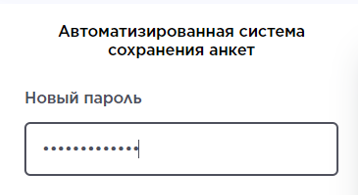 Автоматизированная система
сохранения анкет
Новый пароль
•••••••••••••